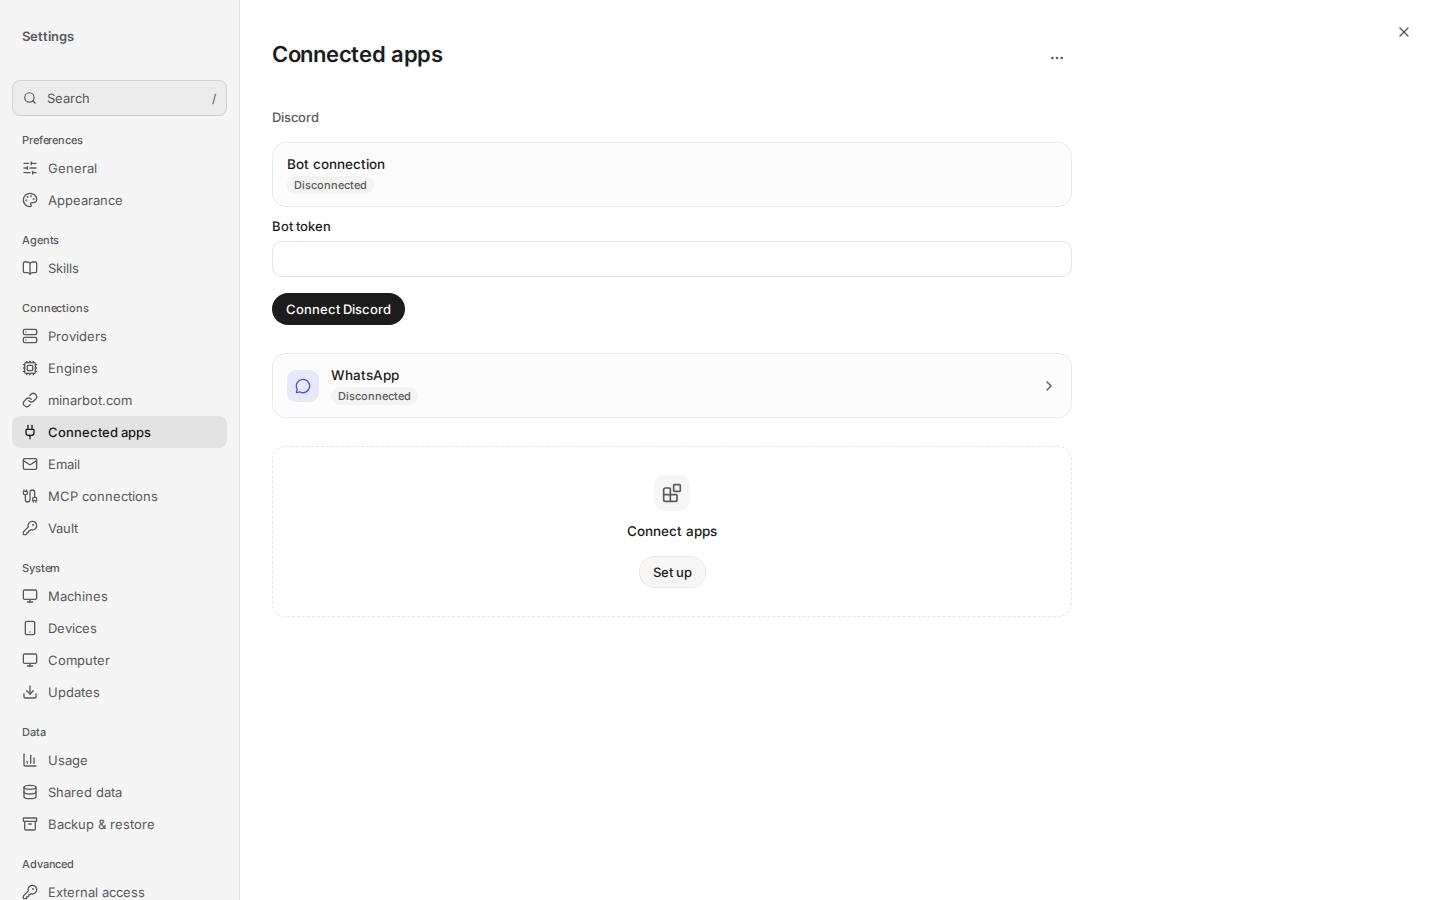 Settings
Search /
Preferences
General
Appearance
Agents
Skills
Connections
Providers
Engines
minarbot.com
Connected apps
Email
MCP connections
Vault
System
Machines
Devices
Computer
Updates
Data
Usage
Shared data
Backup & restore
Advanced
External access
Connected apps
Discord
Bot connection
Disconnected
Bot token
Connect Discord
WhatsApp
Disconnected
Connect apps
Set up